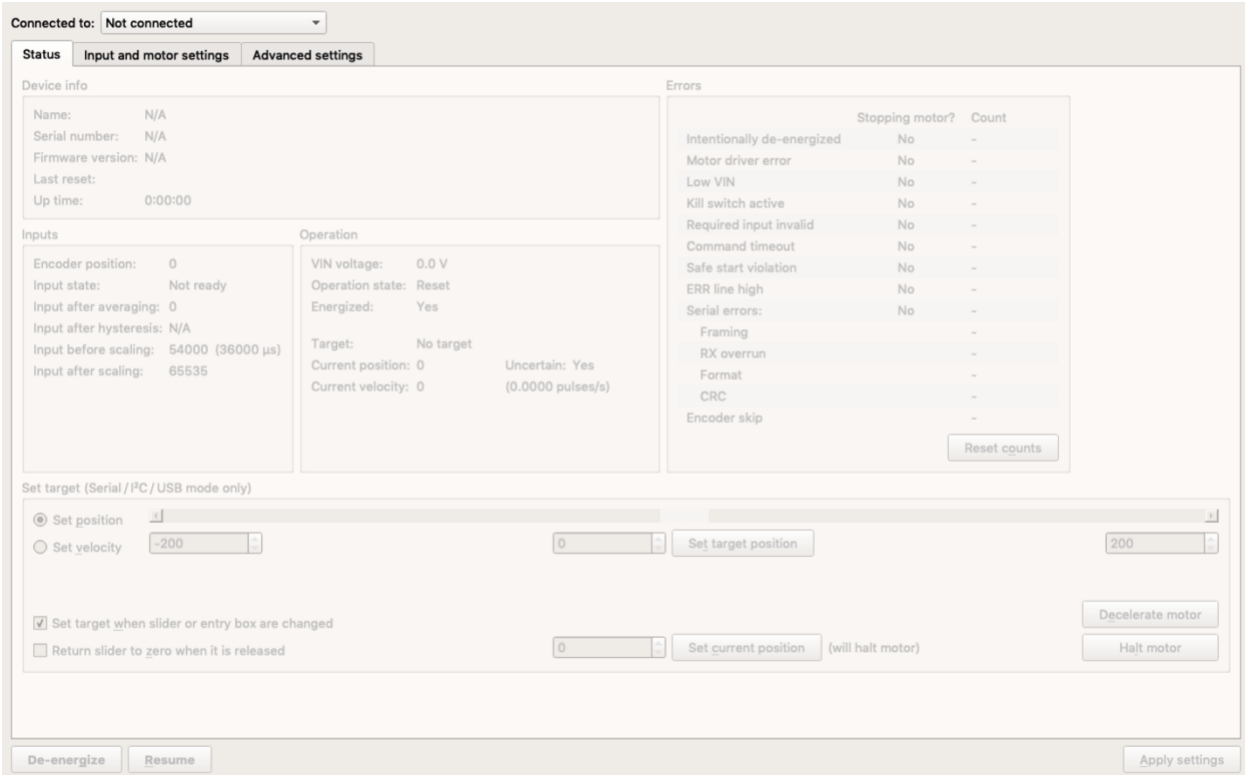 Connected to: Not connected
Status Input and motor settings Advanced settings
Device info
Name: N/A
Serial number: N/A
Firmware version: N/A
Last reset:
Up time: 0:00:00
Inputs
Encoder position: 0
Input state: Not ready
Input after averaging: 0
Input after hysteresis: N/A
Input before scaling: 54000 (36000 µs)
Input after scaling: 65535
Operation
VIN voltage: 0.0 V
Operation state: Reset
Energized: Yes
Target: No target
Current position: 0 Uncertain: Yes
Current velocity: 0 (0.0000 pulses/s)
Errors
Stopping motor? Count
Intentionally de-energized No -
Motor driver error No -
Low VIN No -
Kill switch active No -
Required input invalid No -
Command timeout No -
Safe start violation No -
ERR line high No -
Serial errors: No -
Framing -
RX overrun -
Format -
CRC -
Encoder skip -
Reset counts
Set target (Serial / I²C / USB mode only)
Set position
Set velocity -200 0 Set target position 200
Set target when slider or entry box are changed
Decelerate motor
Return slider to zero when it is released 0 Set current position (will halt motor) Halt motor
De-energize Resume Apply settings